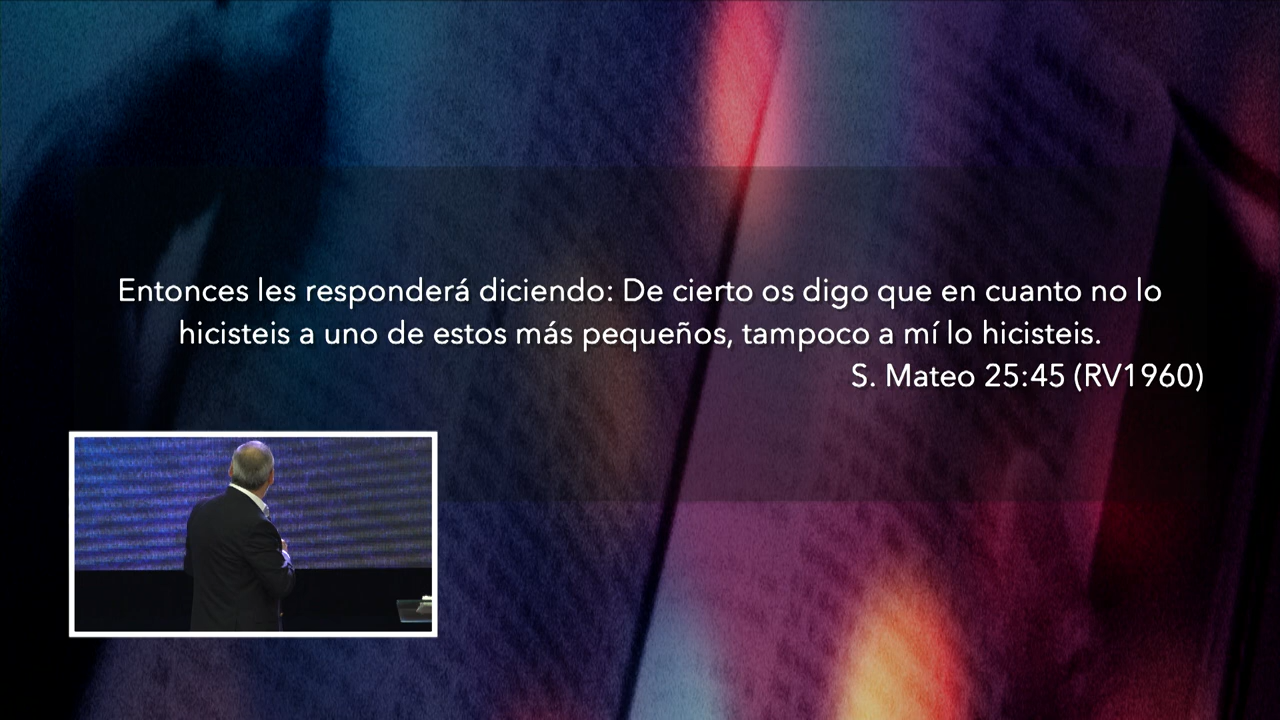 Entonces les responderá diciendo: De cierto os digo que en cuanto no lo
hicisteis a uno de estos más pequeños, tampoco a mí lo hicisteis.
S. Mateo 25:45 (RV1960)